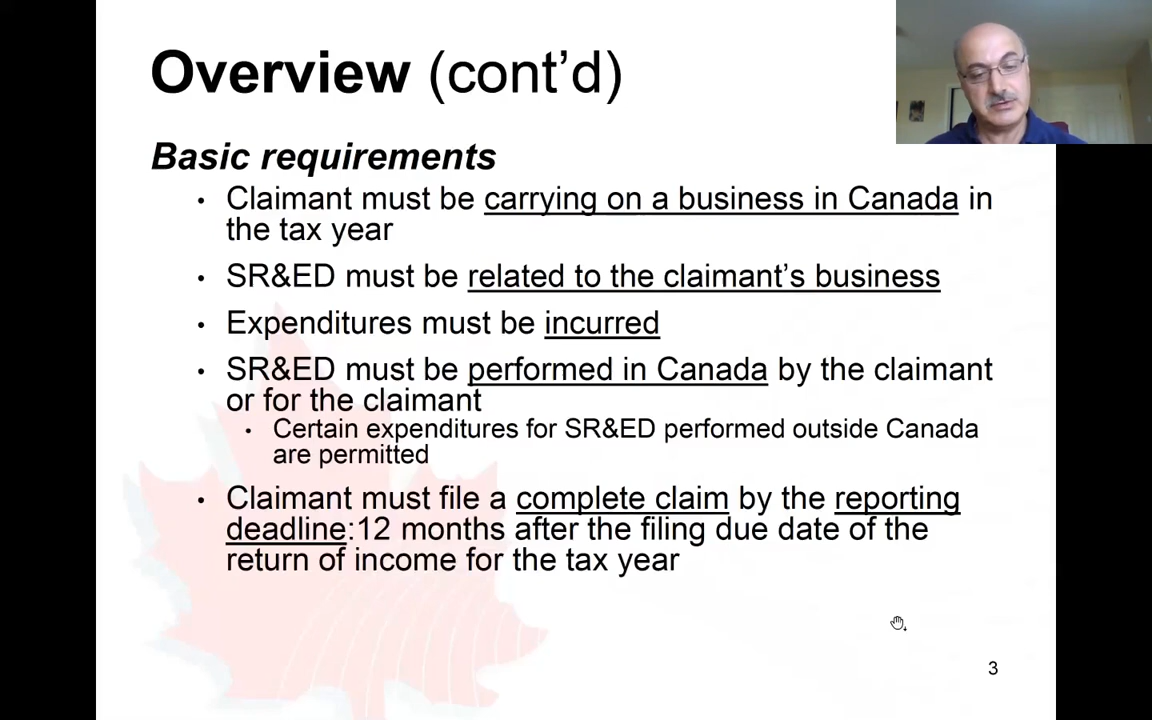 Overview (cont’d)
Basic requirements
• Claimant must be carrying on a business in Canada in
the tax year
• SR&ED must be related to the claimant’s business
• Expenditures must be incurred
• SR&ED must be performed in Canada by the claimant
or for the claimant
• Certain expenditures for SR&ED performed outside Canada
are permitted
• Claimant must file a complete claim by the reporting
deadline:12 months after the filing due date of the
return of income for the tax year
3